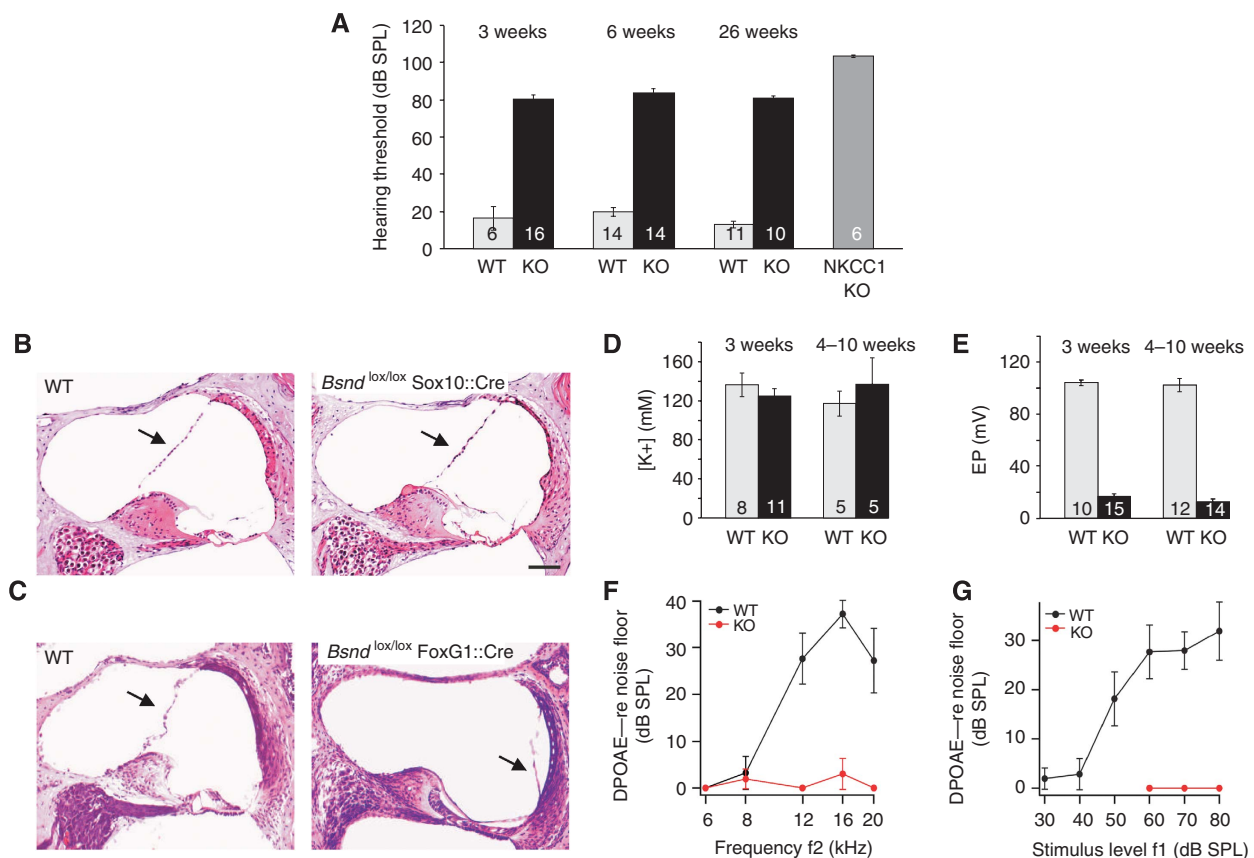 A
Hearing threshold (dB SPL)
120
100
80
60
40
20
0
3 weeks
6 weeks
26 weeks
6
16
14
14
11
10
6
WT
KO
WT
KO
WT
KO
NKCC1
KO
B
WT
Bsnd lox/lox Sox10::Cre
C
WT
Bsnd lox/lox FoxG1::Cre
D
[K+] (mM)
160
120
80
40
0
3 weeks
4–10 weeks
8
11
5
5
WT KO
WT KO
E
EP (mV)
120
80
40
0
3 weeks
4–10 weeks
10
15
12
14
WT KO
WT KO
F
DPOAE—re noise floor
(dB SPL)
40
30
20
10
0
WT
KO
6
8
12
16
20
Frequency f2 (kHz)
G
DPOAE—re noise floor
(dB SPL)
30
20
10
0
WT
KO
30
40
50
60
70
80
Stimulus level f1 (dB SPL)